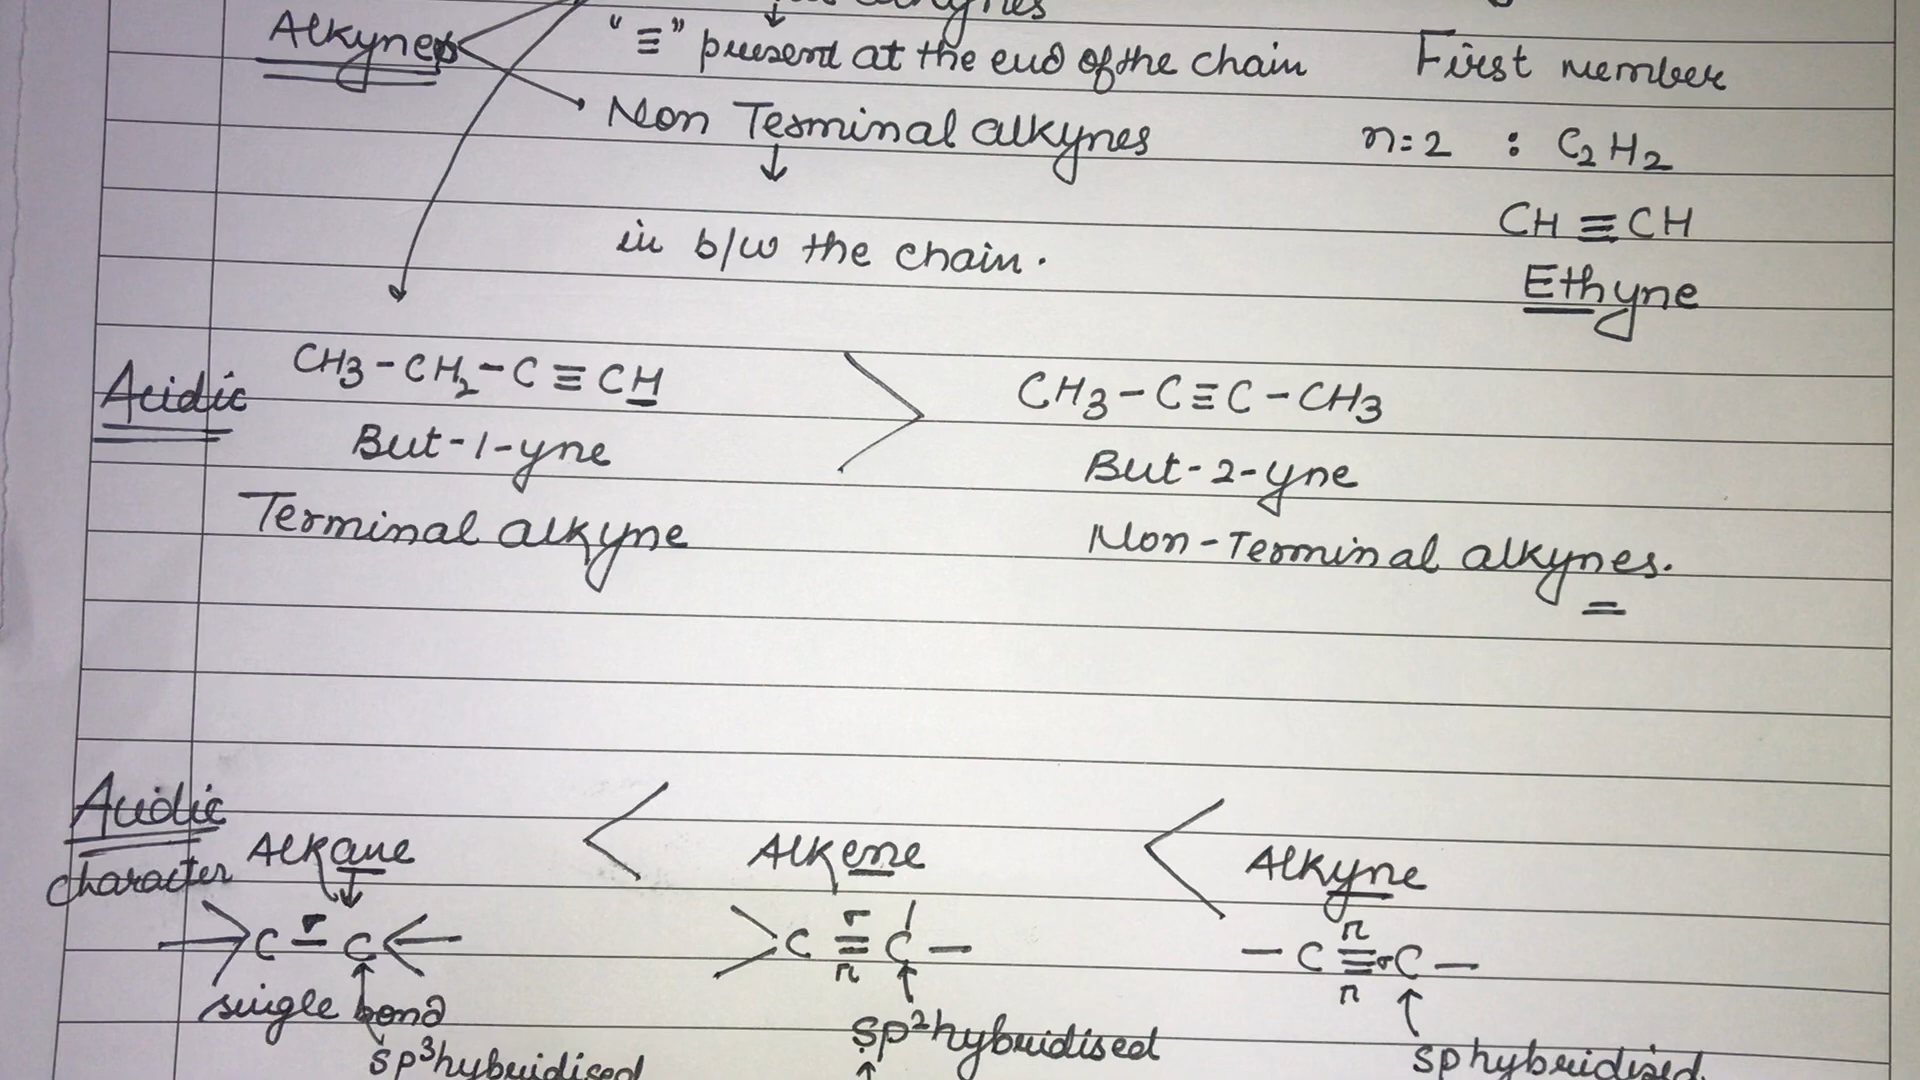 alkynes
Alkynes
"≡" present at the end of the chain
First member
Non Terminal alkynes
n=2 : C2H2
in b/w the chain.
CH≡CH
Ethyne
Acidic
CH3-CH2-C≡CH
CH3-C≡C-CH3
But-1-yne
But-2-yne
Terminal alkyne
Non-Terminal alkynes.
Acidic
character
Alkane < Alkene < Alkyne
C σ C
C σ π C
C π σ π C
single bond
sp3 hybridised
sp2 hybridised
sp hybridised